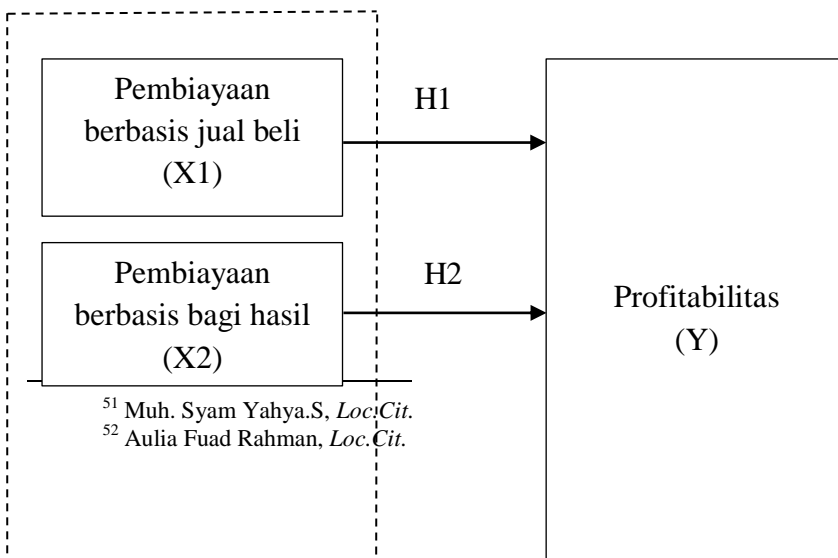 Pembiayaan
berbasis jual beli
(X1)
H1
Pembiayaan
berbasis bagi hasil
(X2)
H2
Profitabilitas
(Y)
51 Muh. Syam Yahya.S, Loc.Cit.
52 Aulia Fuad Rahman, Loc.Cit.